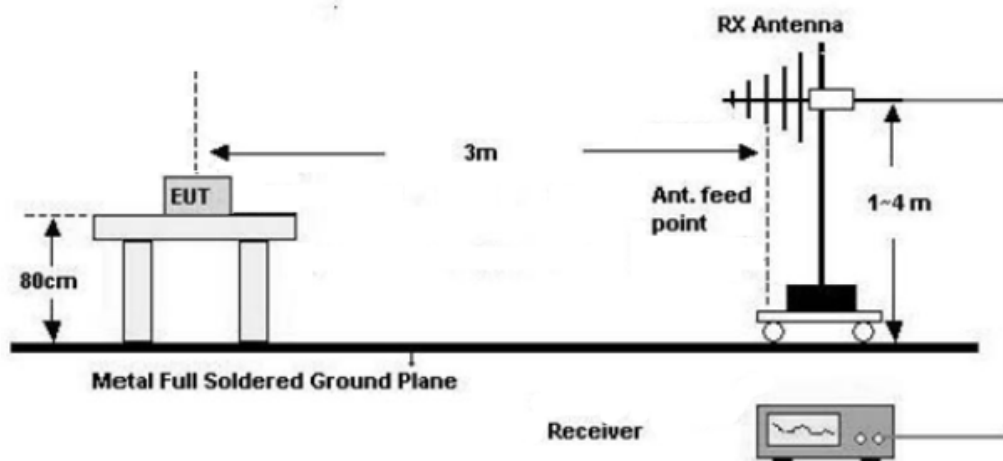 RX Antenna
3m
EUT
Ant. feed
point
1~4 m
80cm
Metal Full Soldered Ground Plane
Receiver